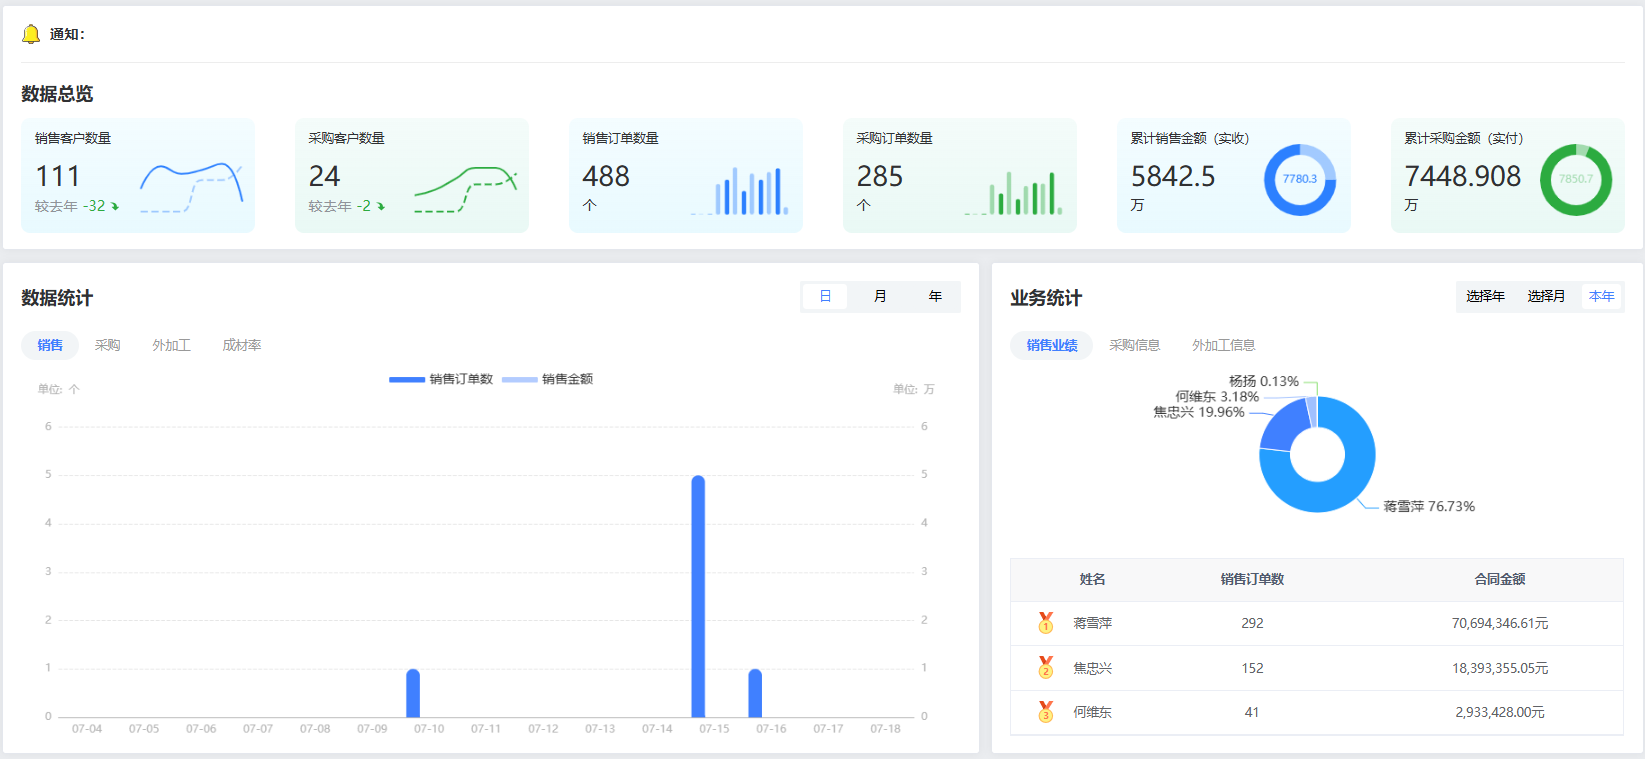 通知：
数据总览
销售客户数量
111
较去年 -32
采购客户数量
24
较去年 -2
销售订单数量
488
个
采购订单数量
285
个
累计销售金额（实收）
5842.5
万
7780.3
累计采购金额（实付）
7448.908
万
7850.7
数据统计
日 月 年
销售 采购 外加工 成材率
单位: 个
销售订单数 销售金额
单位: 万
6 6
5 5
4 4
3 3
2 2
1 1
0 0
07-04 07-05 07-06 07-07 07-08 07-09 07-10 07-11 07-12 07-13 07-14 07-15 07-16 07-17 07-18
业务统计
选择年 选择月 本年
销售业绩 采购信息 外加工信息
杨扬 0.13%
何维东 3.18%
焦忠兴 19.96%
蒋雪萍 76.73%
姓名 销售订单数 合同金额
1 蒋雪萍 292 70,694,346.61元
2 焦忠兴 152 18,393,355.05元
3 何维东 41 2,933,428.00元